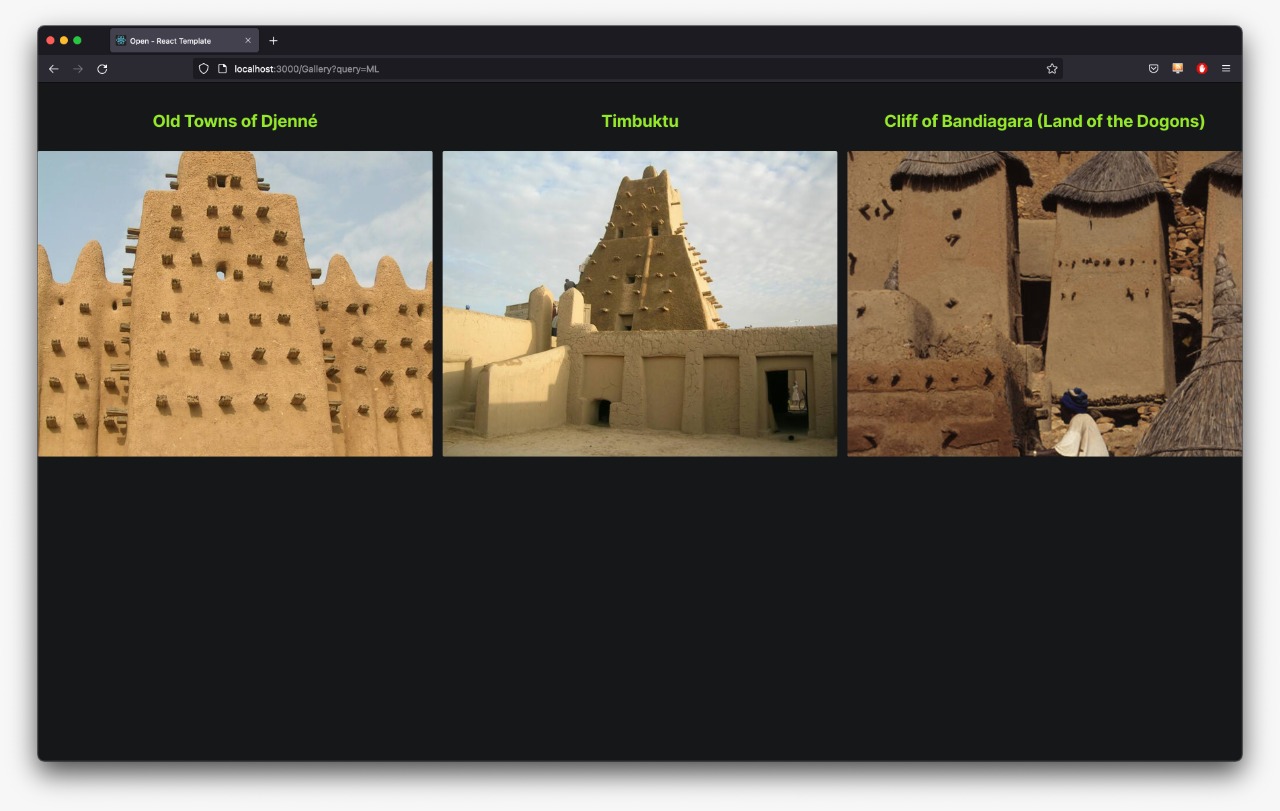 Open - React Template
localhost:3000/Gallery?query=ML
Old Towns of Djenné
Timbuktu
Cliff of Bandiagara (Land of the Dogons)